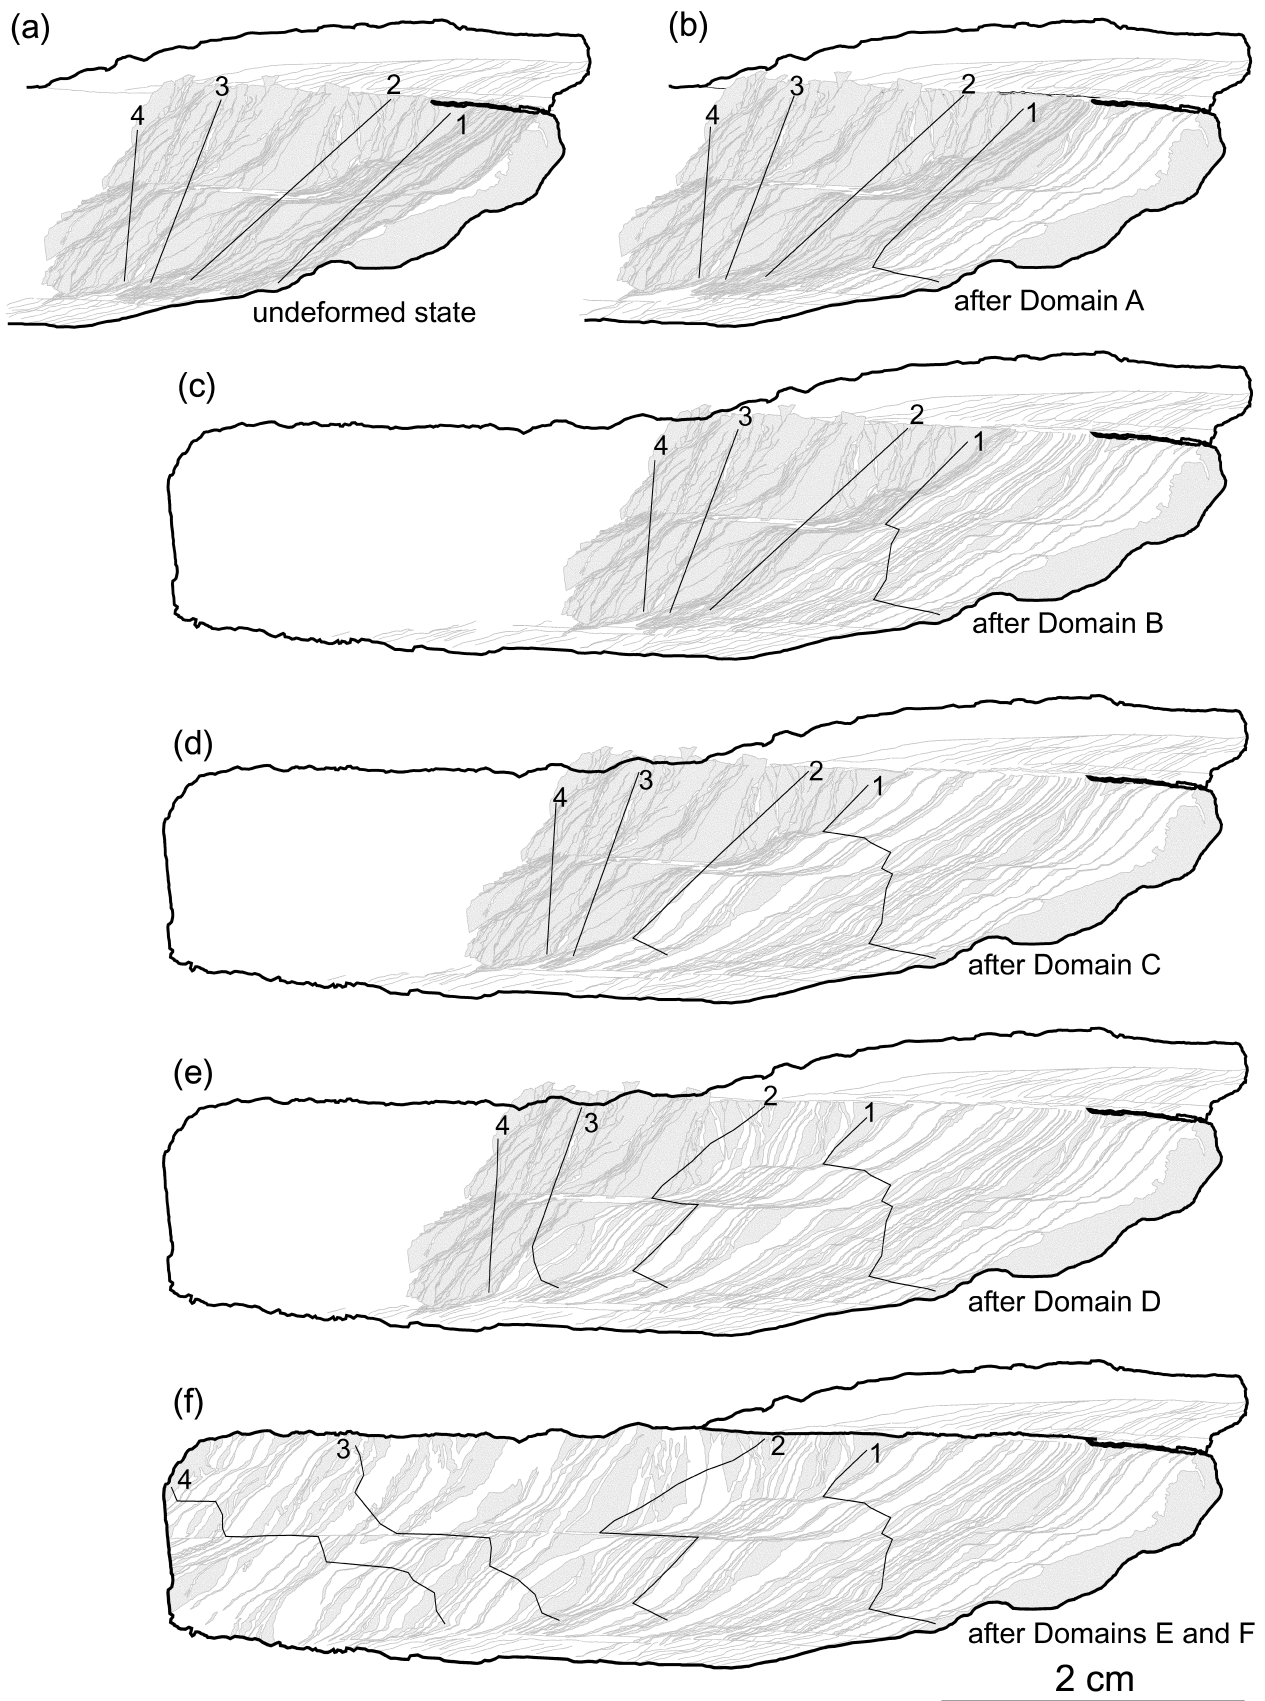 (a)
3
2
4
1
undeformed state
(b)
3
2
4
1
after Domain A
(c)
3
2
4
1
after Domain B
(d)
3
2
4
1
after Domain C
(e)
2
4
3
1
after Domain D
(f)
3
2
1
4
after Domains E and F
2 cm